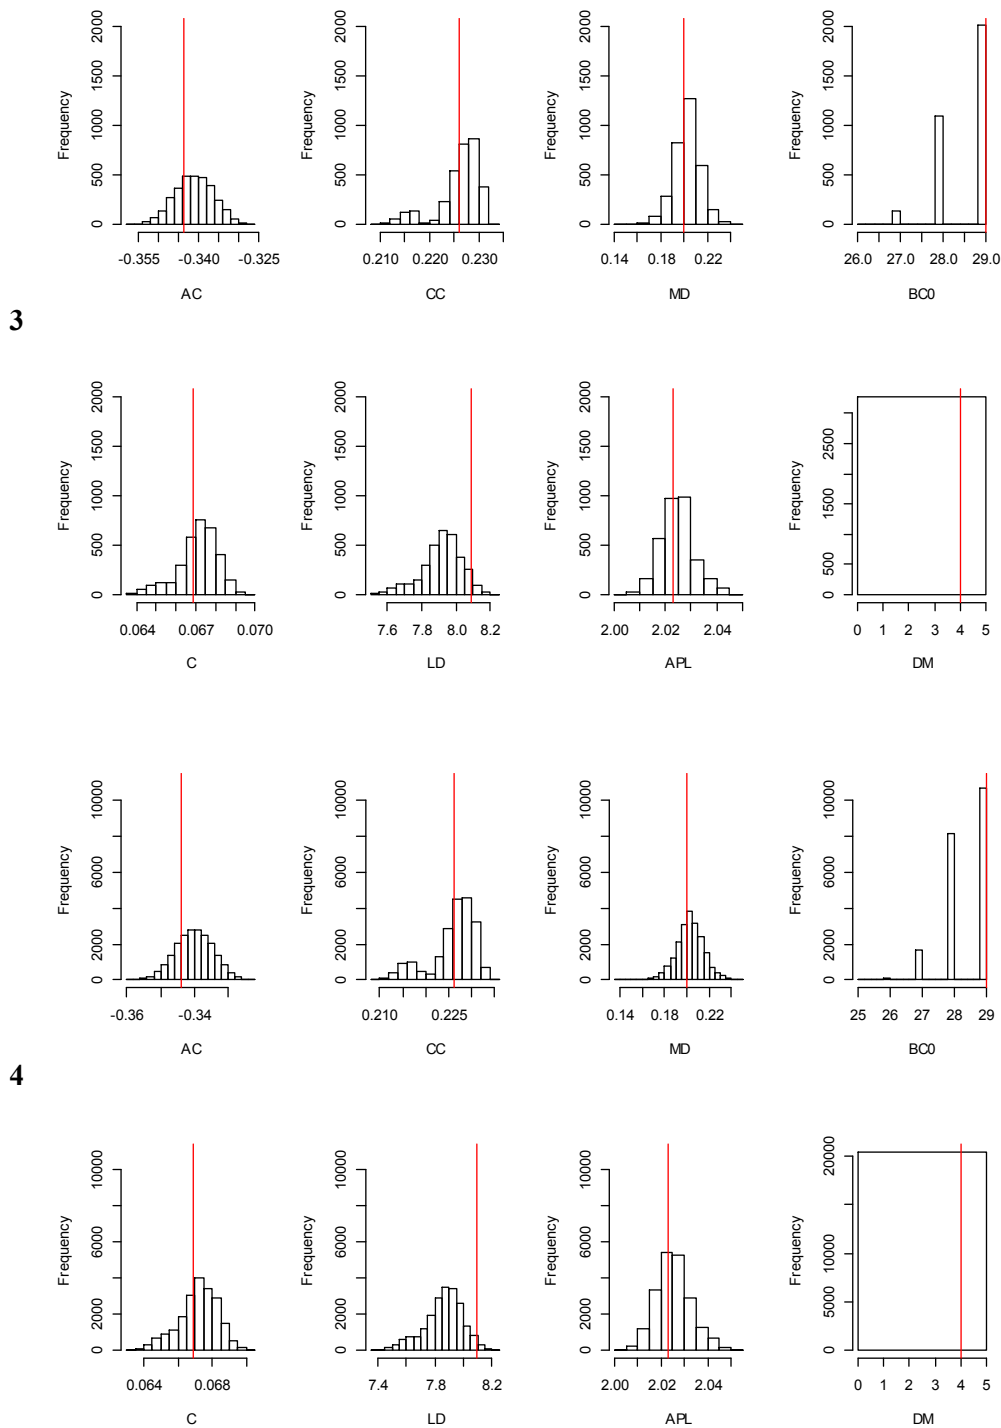 Frequency
0 500 1000 1500 2000
-0.355 -0.340 -0.325
AC
Frequency
0 500 1000 1500 2000
0.210 0.220 0.230
CC
Frequency
0 500 1000 1500 2000
0.14 0.18 0.22
MD
Frequency
0 500 1000 1500 2000
26.0 27.0 28.0 29.0
BC0
3
Frequency
0 500 1000 1500 2000
0.064 0.067 0.070
C
Frequency
0 500 1000 1500 2000
7.6 7.8 8.0 8.2
LD
Frequency
0 500 1000 1500 2000
2.00 2.02 2.04
APL
Frequency
0 500 1500 2500
0 1 2 3 4 5
DM
Frequency
0 2000 6000 10000
-0.36 -0.34
AC
Frequency
0 2000 6000 10000
0.210 0.225
CC
Frequency
0 2000 6000 10000
0.14 0.18 0.22
MD
Frequency
0 2000 6000 10000
25 26 27 28 29
BC0
4
Frequency
0 2000 6000 10000
0.064 0.068
C
Frequency
0 2000 6000 10000
7.4 7.8 8.2
LD
Frequency
0 2000 6000 10000
2.00 2.02 2.04
APL
Frequency
0 5000 10000 20000
0 1 2 3 4 5
DM